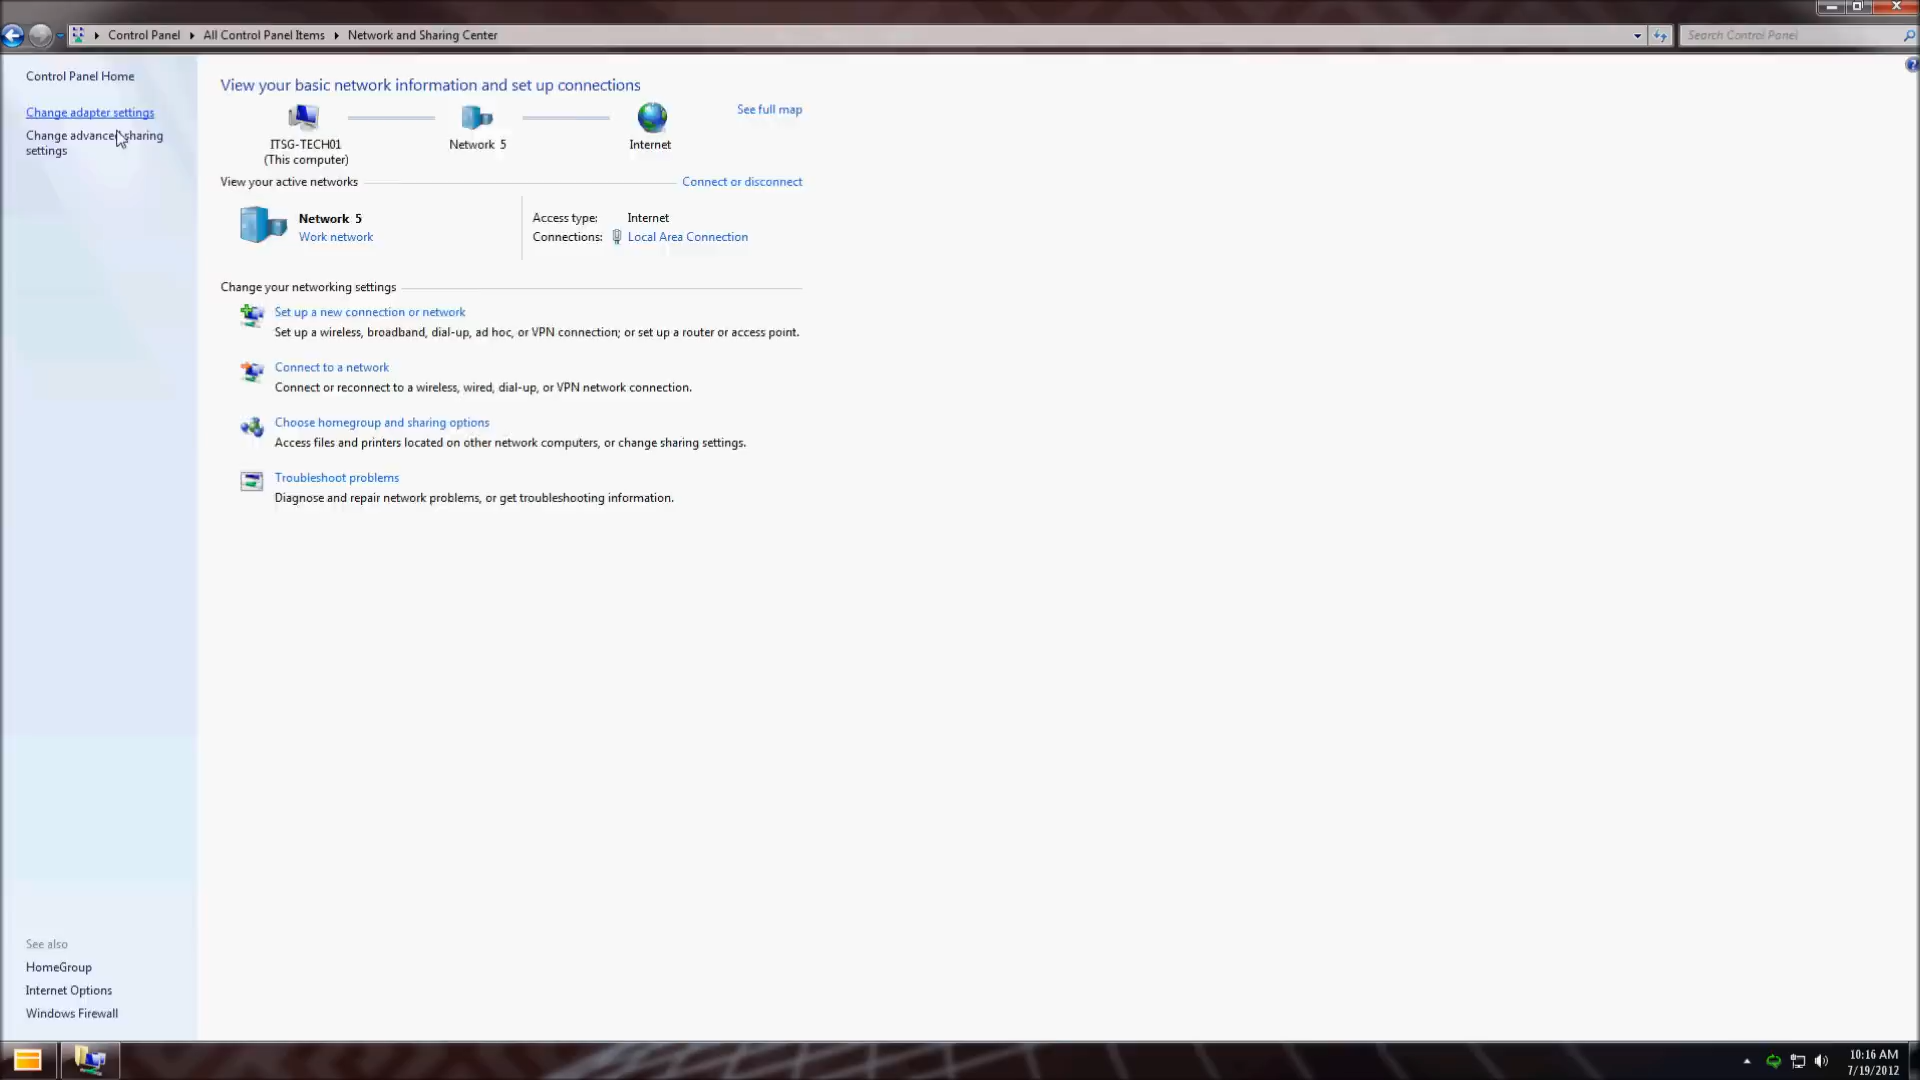 Control Panel
All Control Panel Items
Network and Sharing Center
Search Control Panel
Control Panel Home
Change adapter settings
Change advanced sharing
settings
View your basic network information and set up connections
See full map
ITSG-TECH01
(This computer)
Network 5
Internet
View your active networks
Connect or disconnect
Network 5
Work network
Access type: Internet
Connections: Local Area Connection
Change your networking settings
Set up a new connection or network
Set up a wireless, broadband, dial-up, ad hoc, or VPN connection; or set up a router or access point.
Connect to a network
Connect or reconnect to a wireless, wired, dial-up, or VPN network connection.
Choose homegroup and sharing options
Access files and printers located on other network computers, or change sharing settings.
Troubleshoot problems
Diagnose and repair network problems, or get troubleshooting information.
See also
HomeGroup
Internet Options
Windows Firewall
10:16 AM
7/19/2012